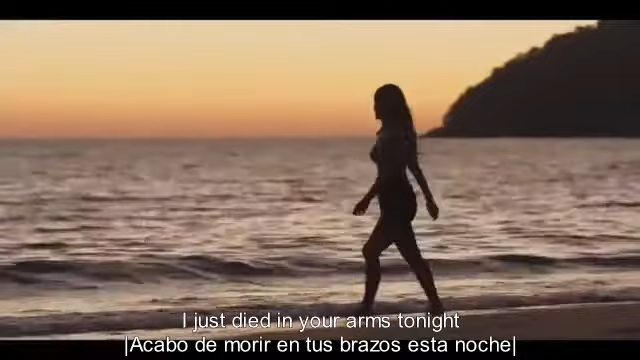 I just died in your arms tonight
|Acabo de morir en tus brazos esta noche|